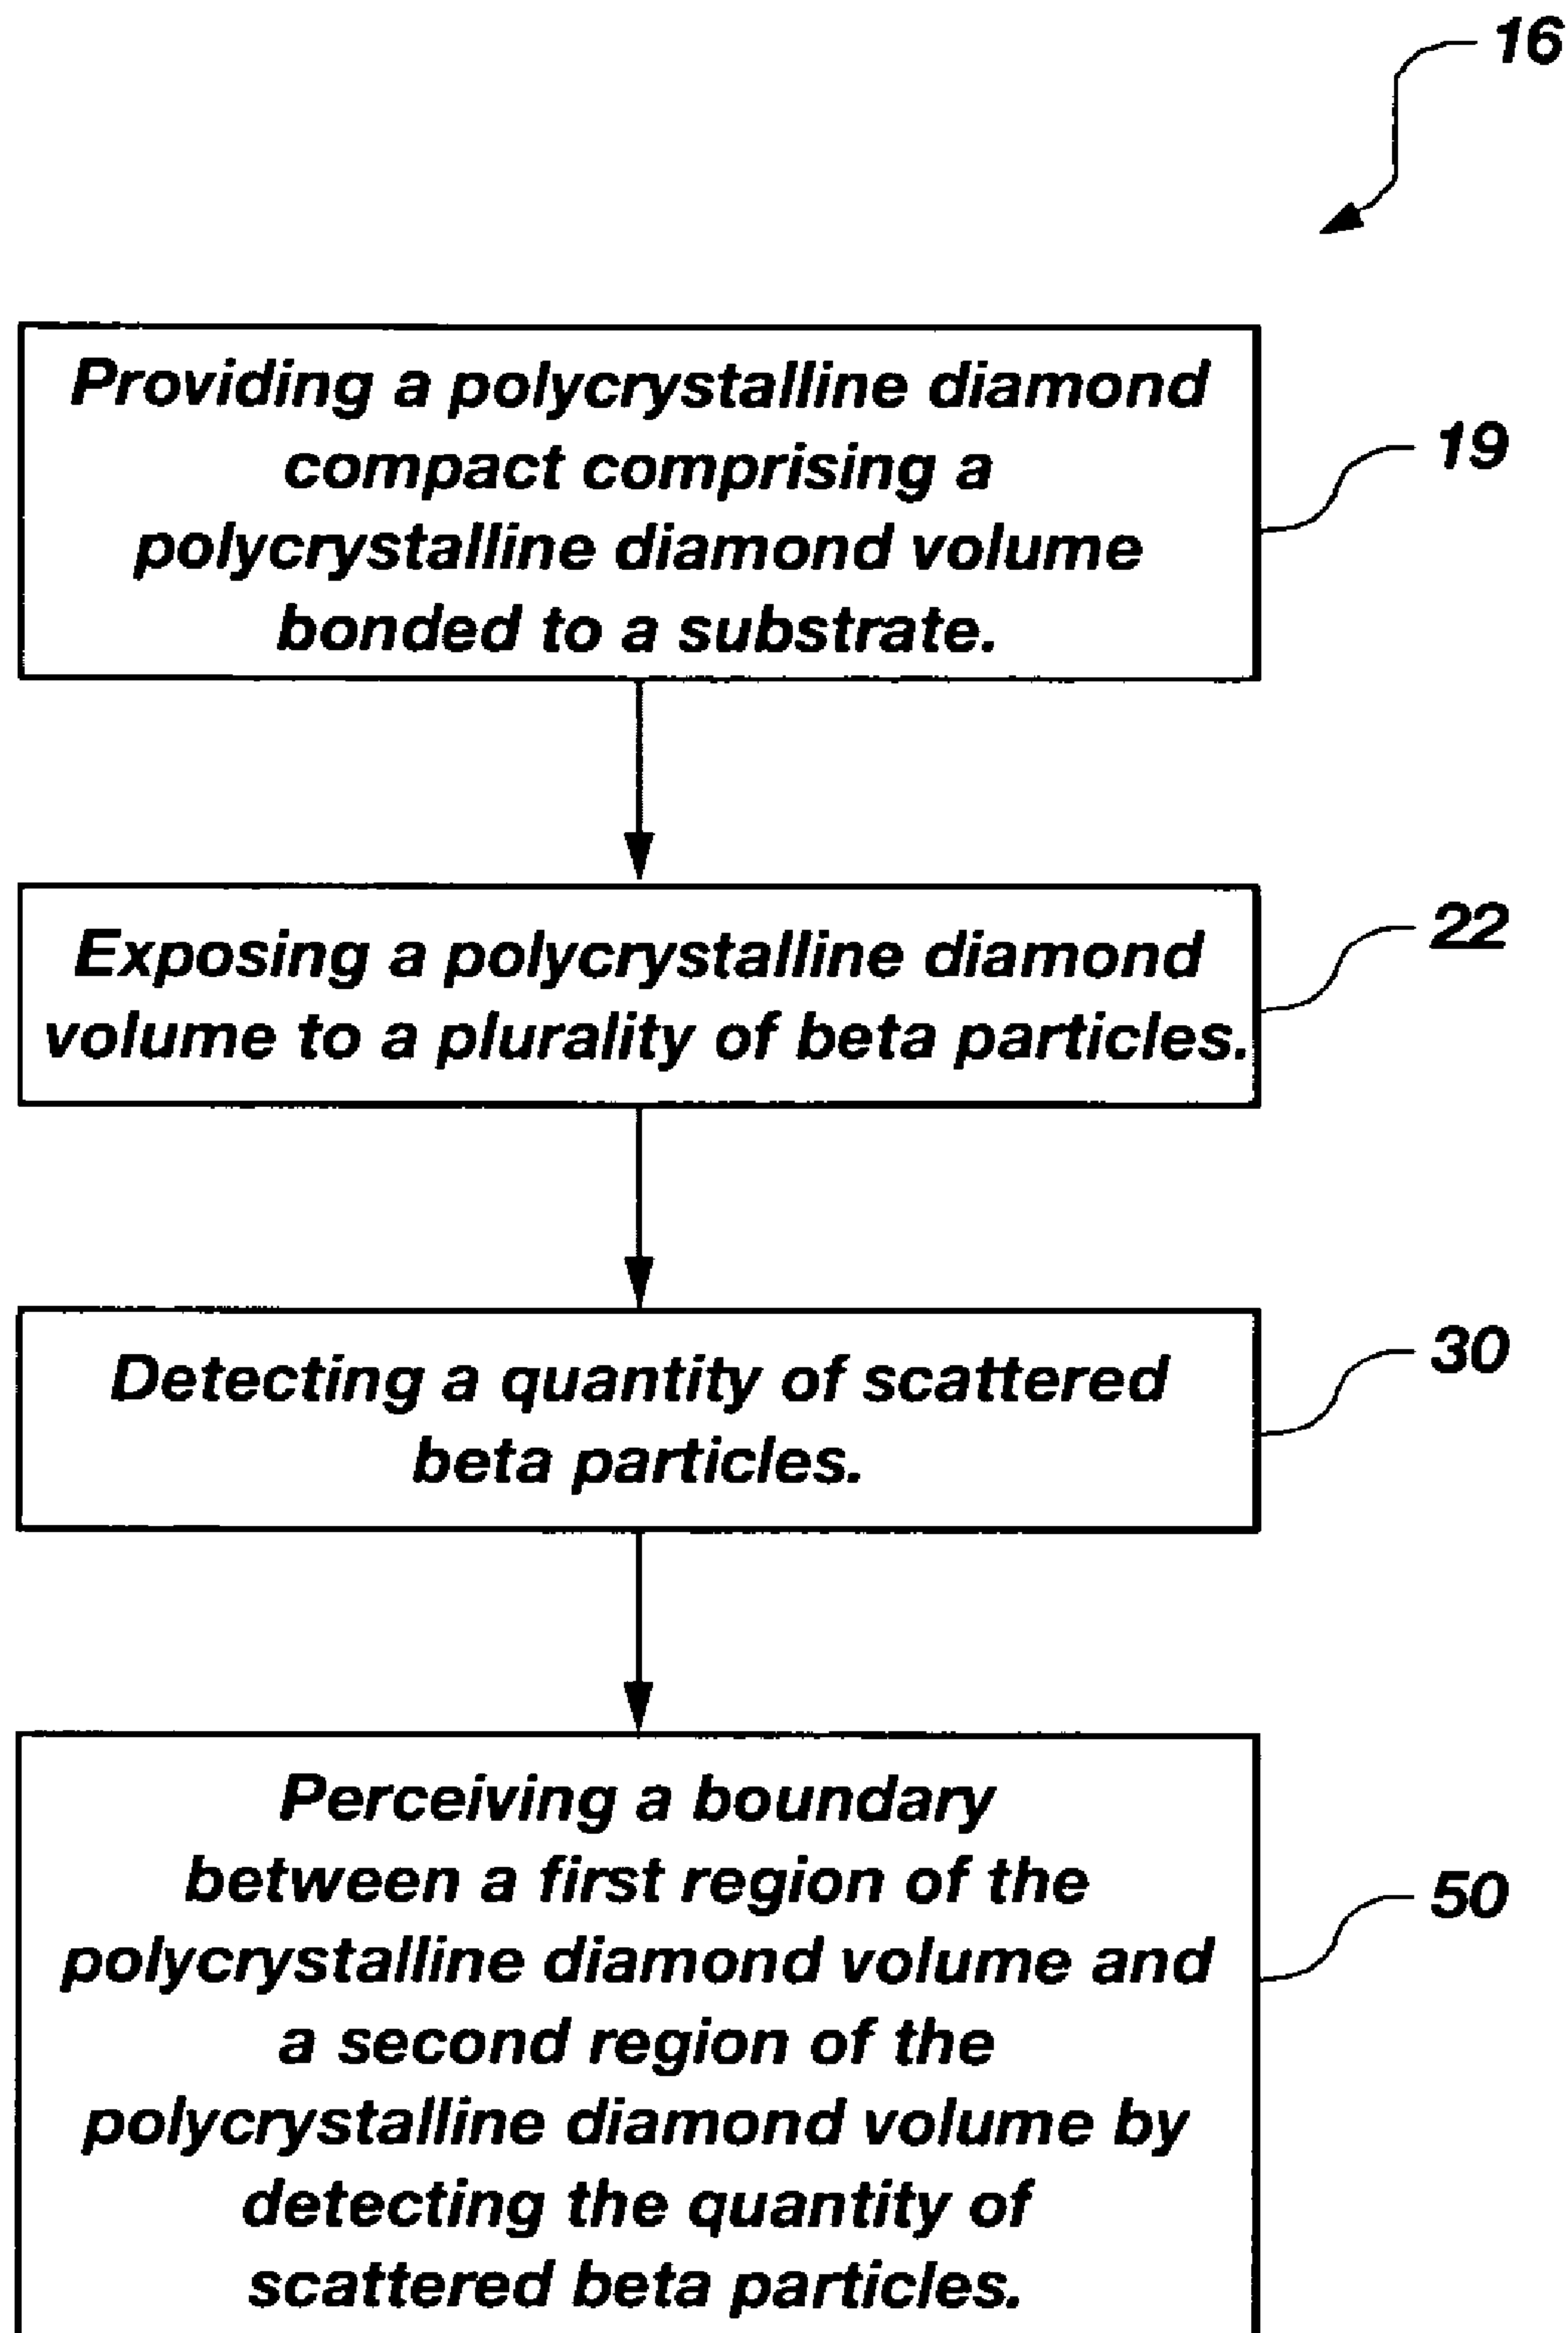 16
Providing a polycrystalline diamond
compact comprising a
polycrystalline diamond volume
bonded to a substrate.
19
Exposing a polycrystalline diamond
volume to a plurality of beta particles.
22
Detecting a quantity of scattered
beta particles.
30
Perceiving a boundary
between a first region of the
polycrystalline diamond volume and
a second region of the
polycrystalline diamond volume by
detecting the quantity of
scattered beta particles.
50